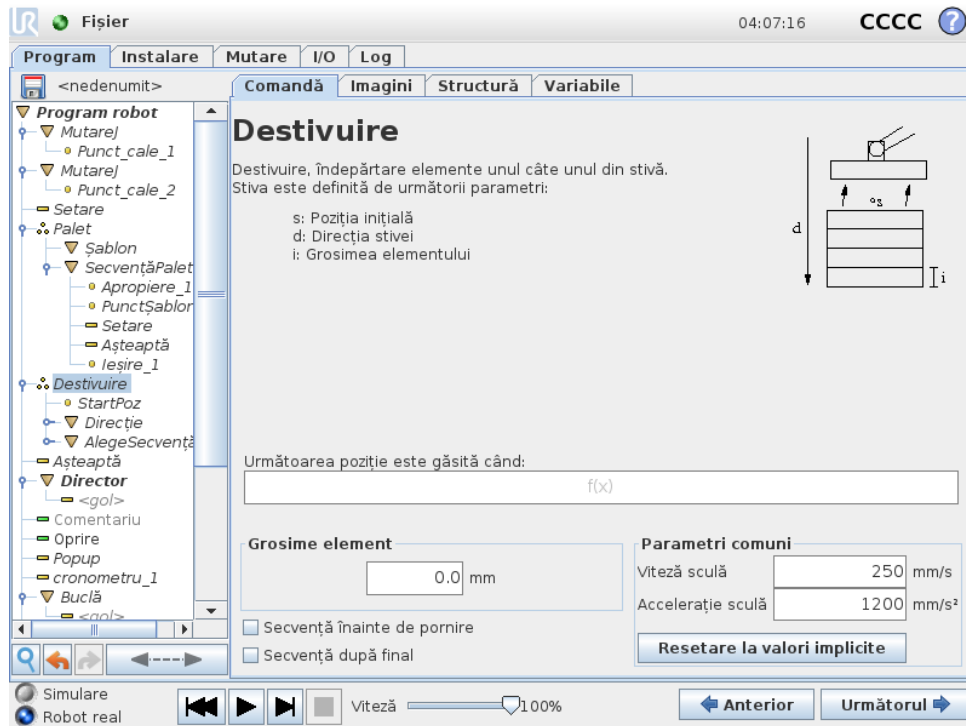 UR Fișier 04:07:16 CCCC ?
Program Instalare Mutare I/O Log
<nedenumit>
Comandă Imagini Structură Variabile
Program robot
MutareJ
Punct_cale_1
MutareJ
Punct_cale_2
Setare
Palet
Șablon
SecvențăPalet
Apropiere_1
PunctȘablon
Setare
Așteaptă
Ieșire_1
Destivuire
StartPoz
Direcție
AlegeSecvență
Așteaptă
Director
<gol>
Comentariu
Oprire
Popup
cronometru_1
Buclă
<gol>
Destivuire
Destivuire, îndepărtare elemente unul câte unul din stivă.
Stiva este definită de următorii parametri:
s: Poziția inițială
d: Direcția stivei
i: Grosimea elementului
s
d
i
Următoarea poziție este găsită când:
f(x)
Grosime element
0.0 mm
Secvență înainte de pornire
Secvență după final
Parametri comuni
Viteză sculă 250 mm/s
Accelerație sculă 1200 mm/s²
Resetare la valori implicite
Simulare
Robot real
Viteză 100%
Anterior Următorul